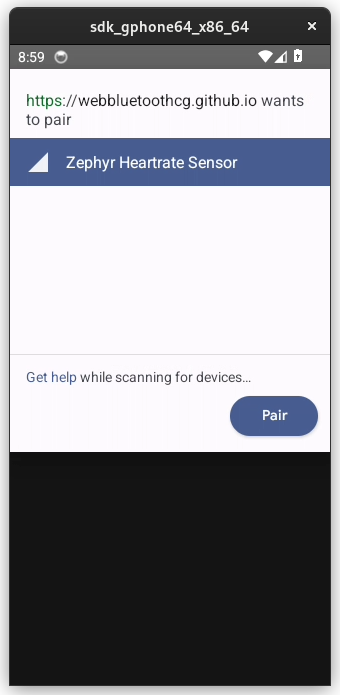 sdk_gphone64_x86_64 ×
8:59
https://webbluetoothcg.github.io wants
to pair
Zephyr Heartrate Sensor
Get help while scanning for devices…
Pair